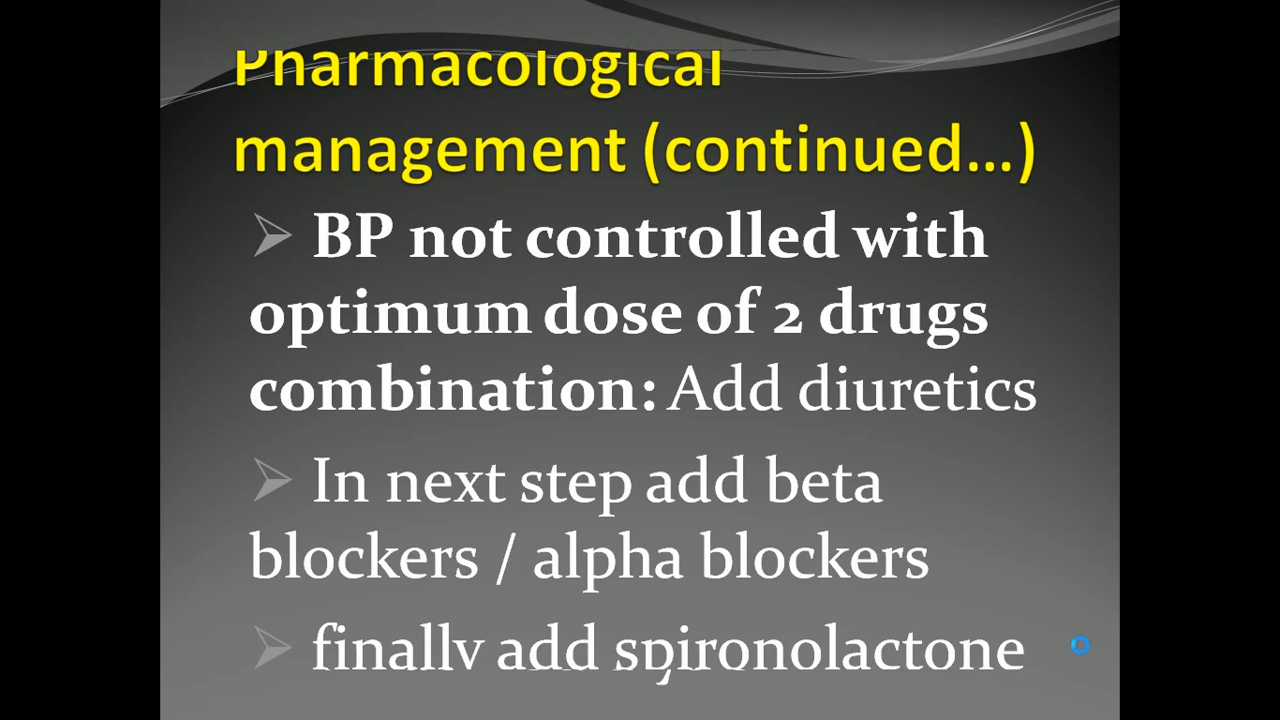 Pharmacological
management (continued...)
BP not controlled with
optimum dose of 2 drugs
combination: Add diuretics
In next step add beta
blockers / alpha blockers
finally add spironolactone